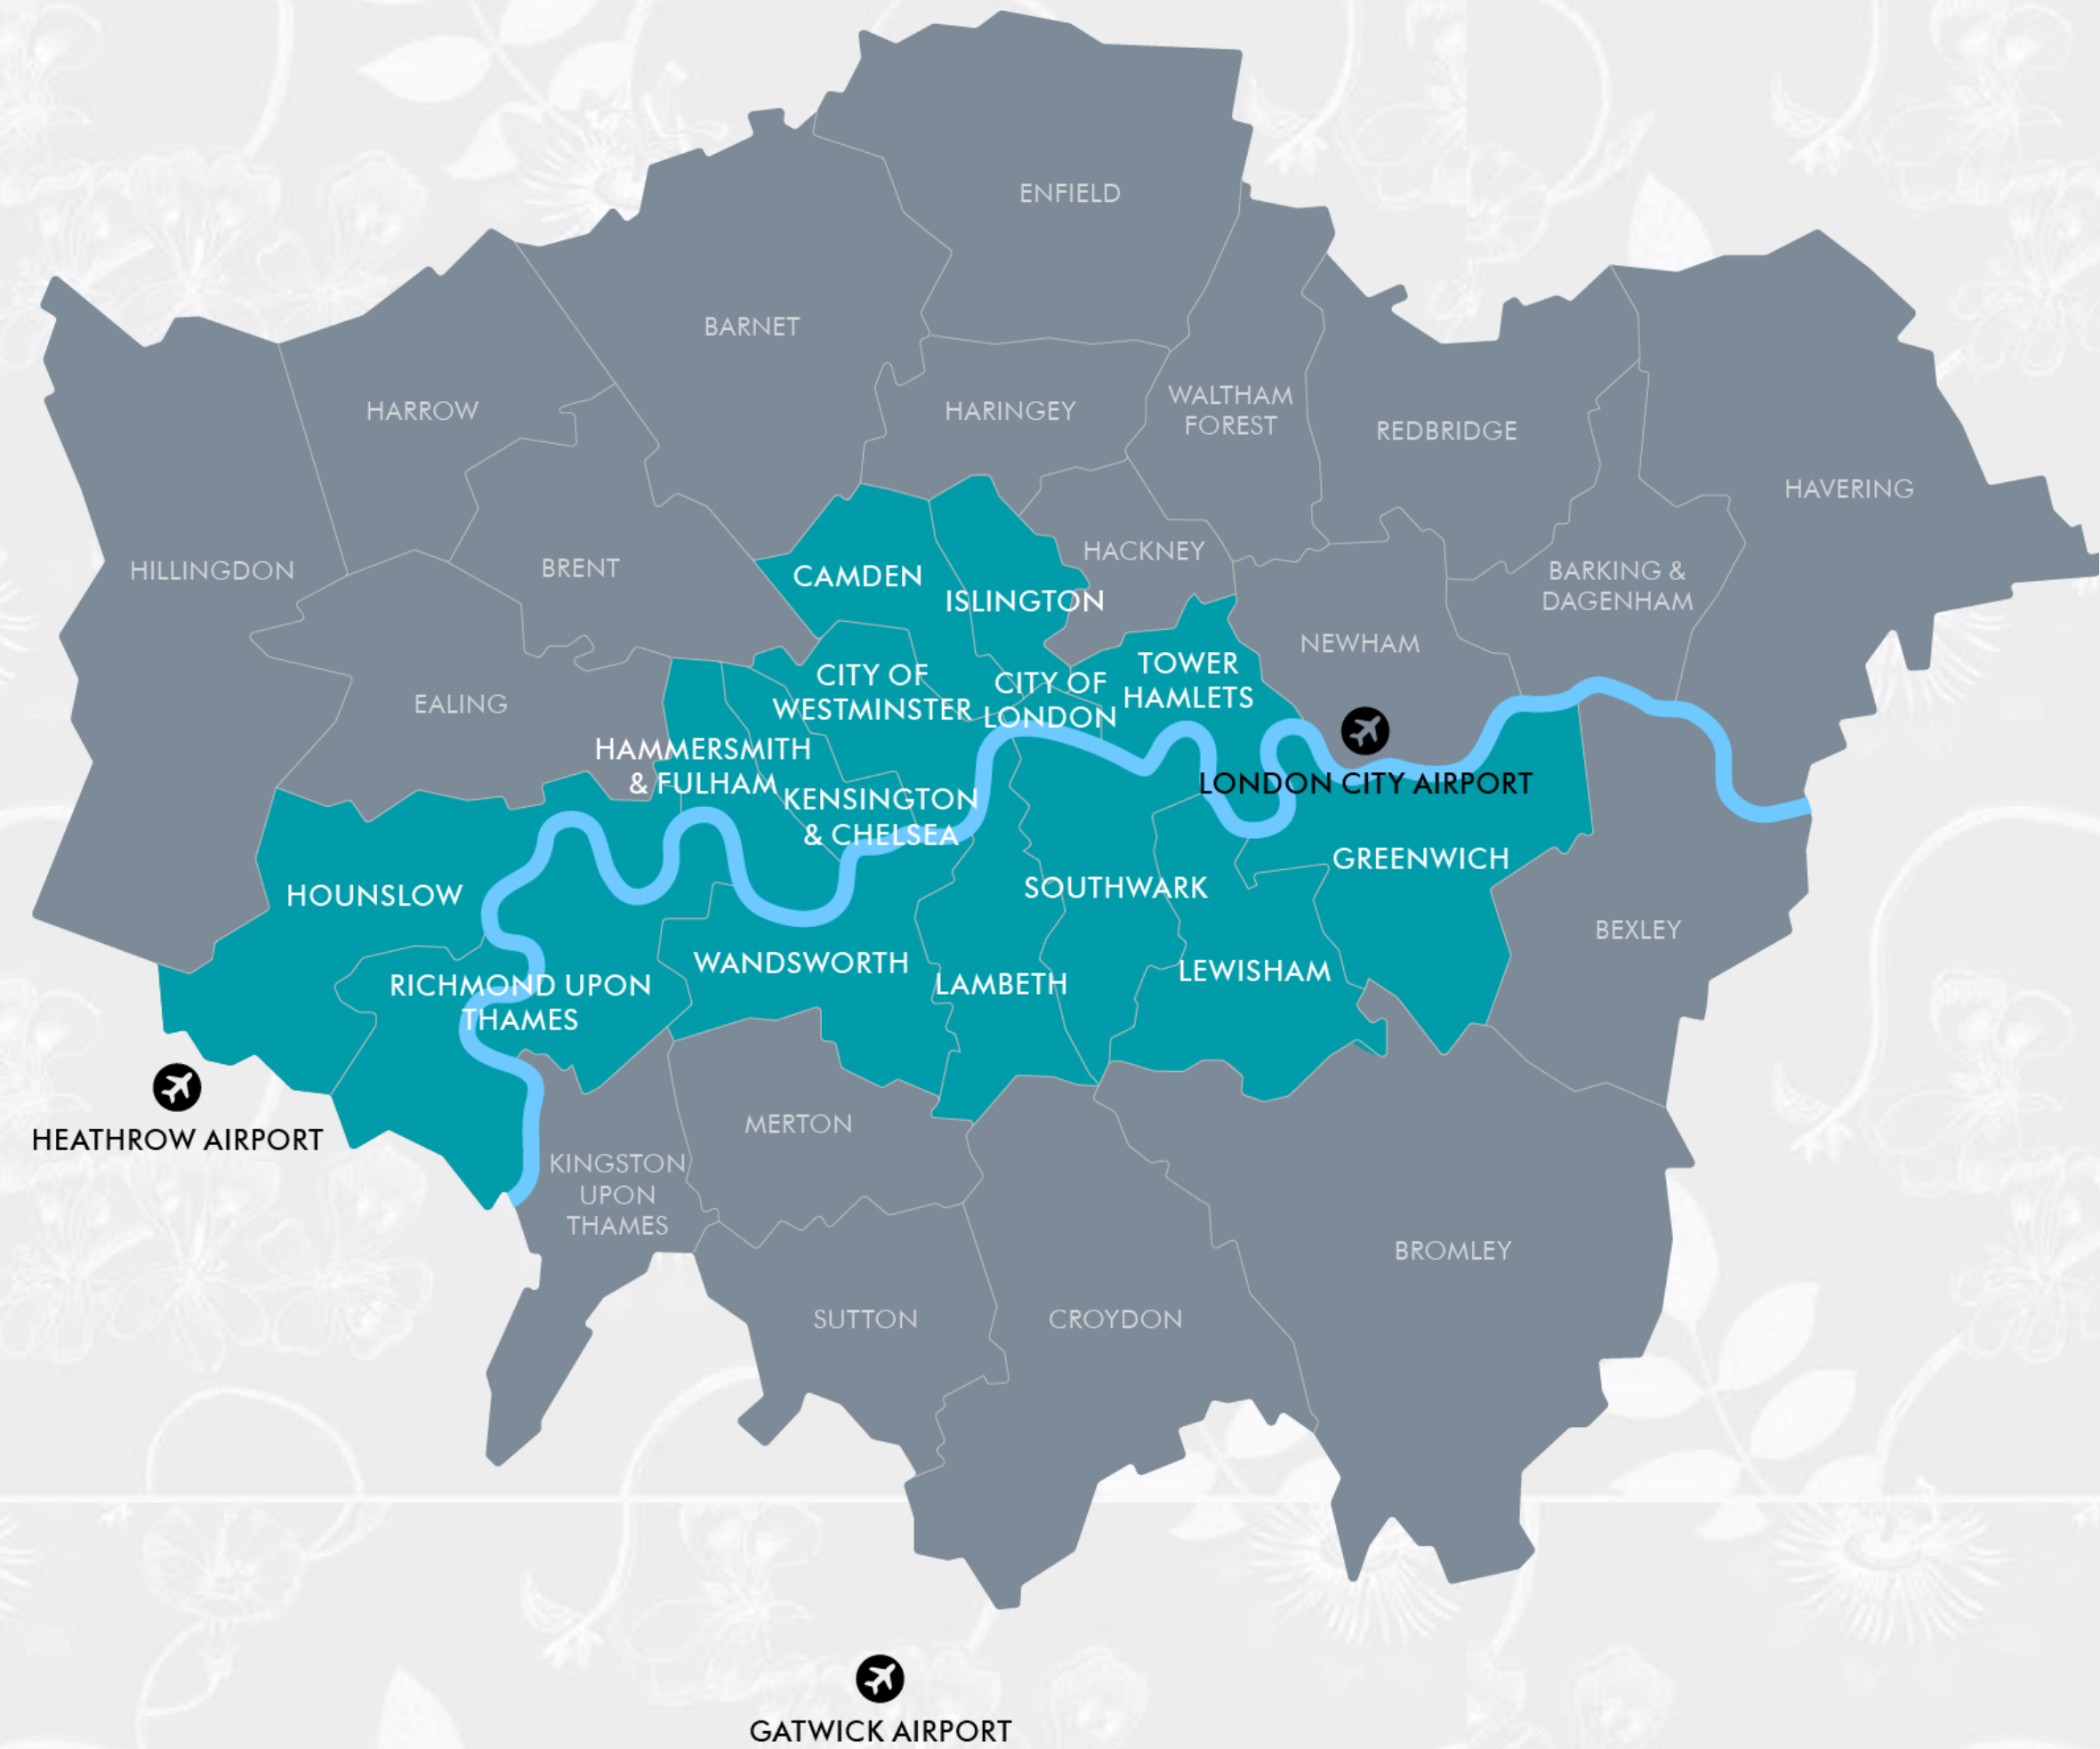 ENFIELD
BARNET
HARROW
HARINGEY
WALTHAM
FOREST
REDBRIDGE
HAVERING
HILLINGDON
BRENT
CAMDEN
ISLINGTON
HACKNEY
BARKING &
DAGENHAM
NEWHAM
EALING
CITY OF
WESTMINSTER
CITY OF
LONDON
TOWER
HAMLETS
HAMMERSMITH
& FULHAM
KENSINGTON
& CHELSEA
LONDON CITY AIRPORT
HOUNSLOW
SOUTHWARK
GREENWICH
BEXLEY
RICHMOND UPON
THAMES
WANDSWORTH
LAMBETH
LEWISHAM
HEATHROW AIRPORT
MERTON
KINGSTON
UPON
THAMES
BROMLEY
SUTTON
CROYDON
GATWICK AIRPORT